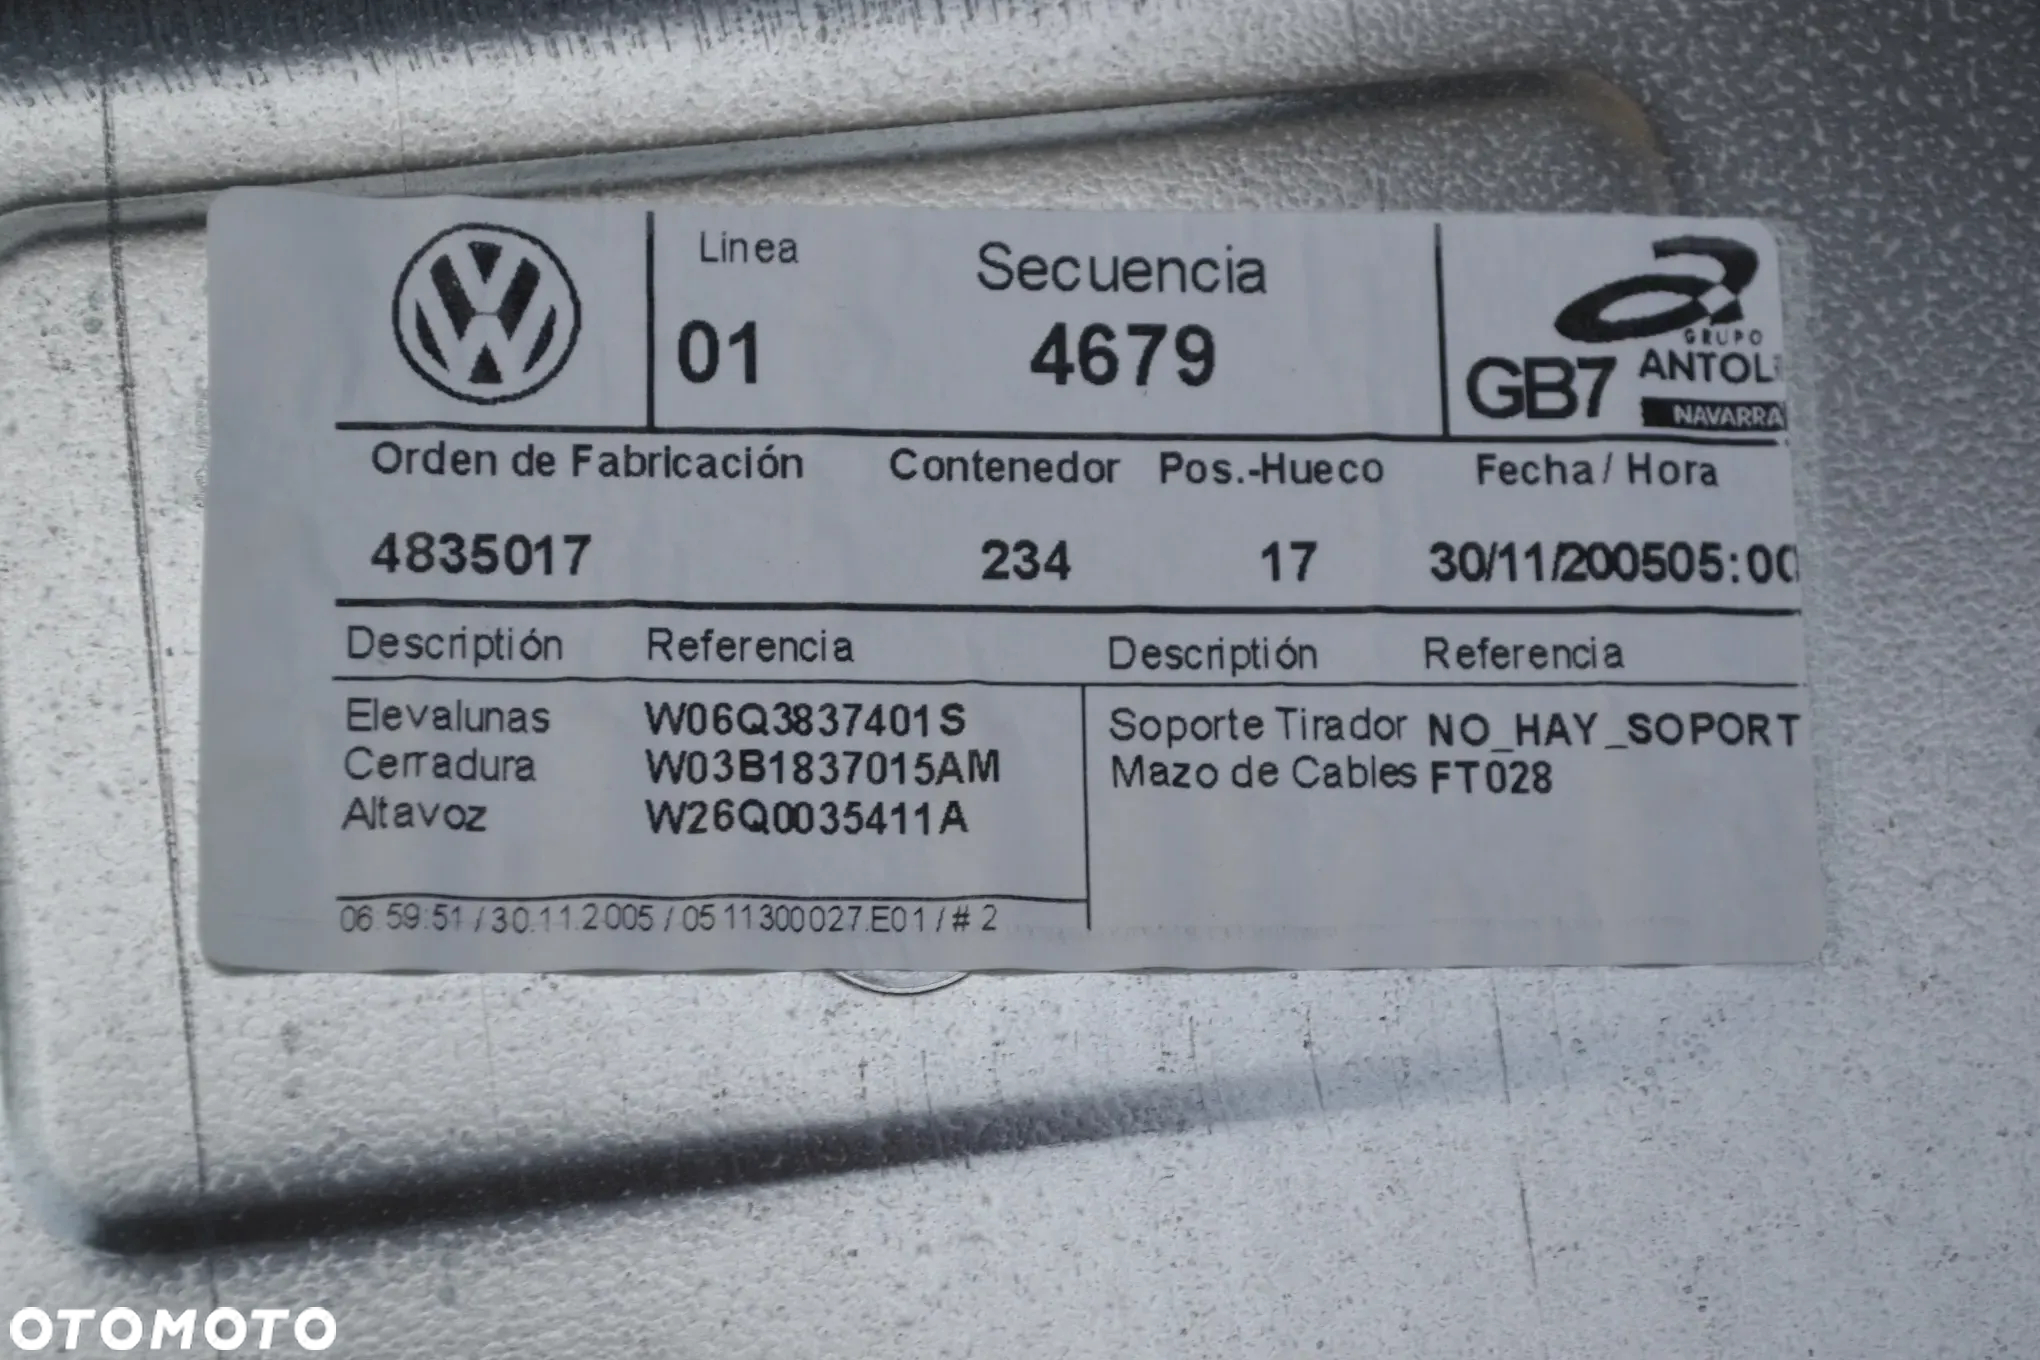 Linea Secuencia
01 4679
GRUPO
GB7 ANTOLI
NAVARRA
Orden de Fabricación Contenedor Pos.-Hueco Fecha / Hora
4835017 234 17 30/11/200505:00
Descriptión Referencia Descriptión Referencia
Elevalunas W06Q3837401S Soporte Tirador NO_HAY_SOPORT
Cerradura W03B1837015AM Mazo de Cables FT028
Altavoz W26Q0035411A
06:59:51 / 30.11.2005 / 0511300027.E01 / # 2
OTOMOTO